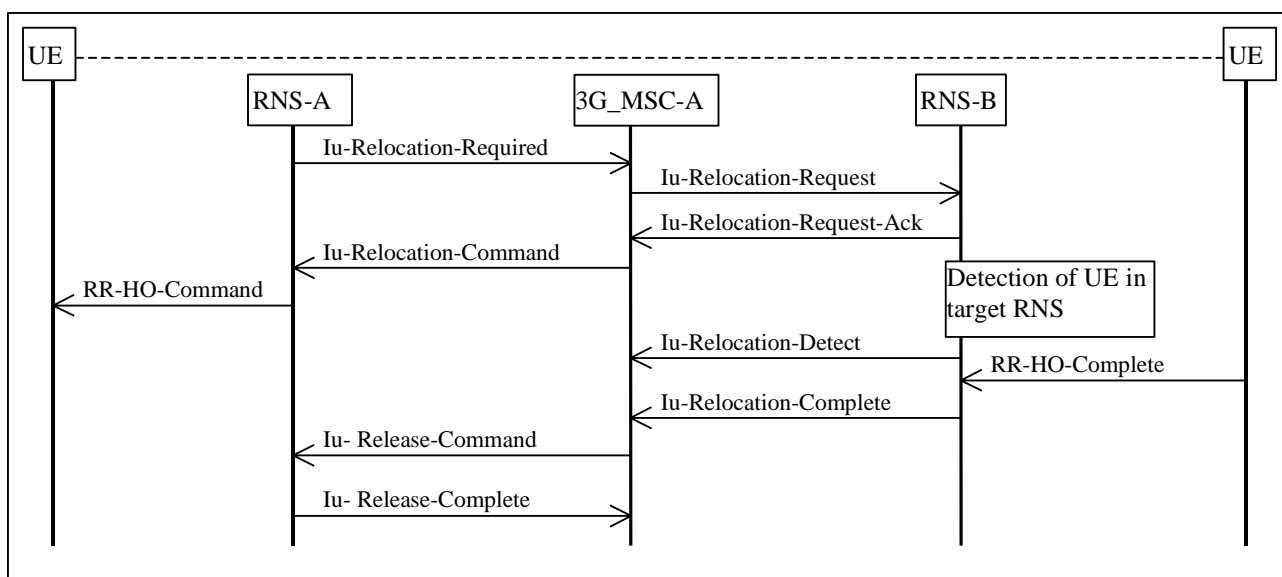 UE
UE
RNS-A
3G_MSC-A
RNS-B
Iu-Relocation-Required
Iu-Relocation-Request
Iu-Relocation-Request-Ack
Iu-Relocation-Command
Detection of UE in
target RNS
RR-HO-Command
Iu-Relocation-Detect
RR-HO-Complete
Iu-Relocation-Complete
Iu- Release-Command
Iu- Release-Complete